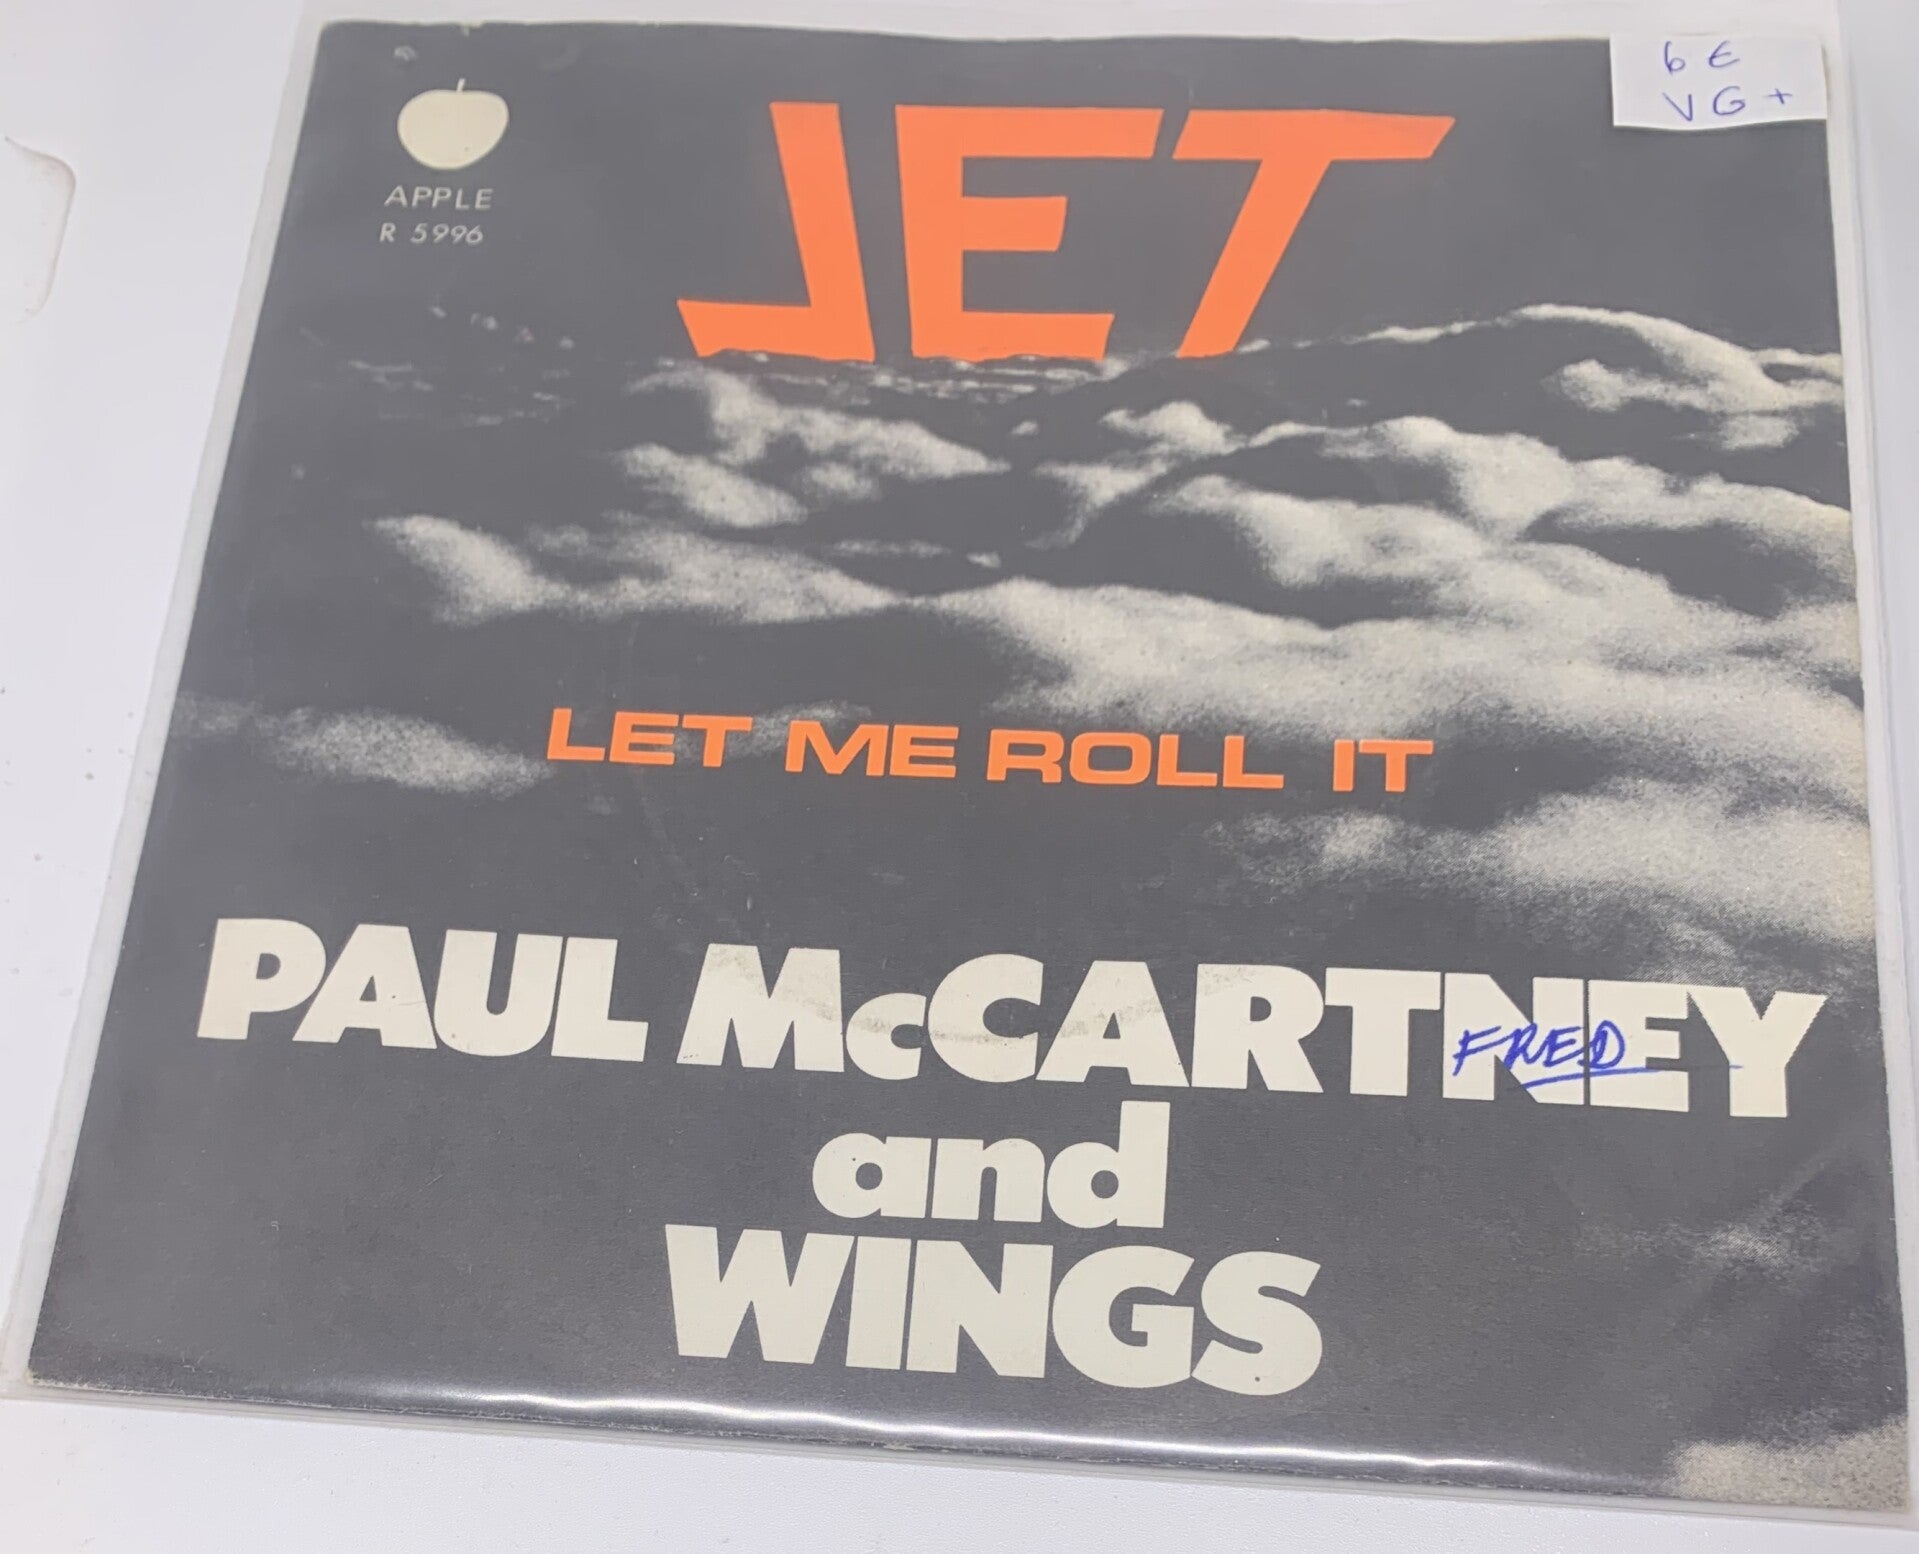 6 €
VG+
APPLE
R 5996
JET
LET ME ROLL IT
PAUL McCARTNEY
FRED
and
WINGS